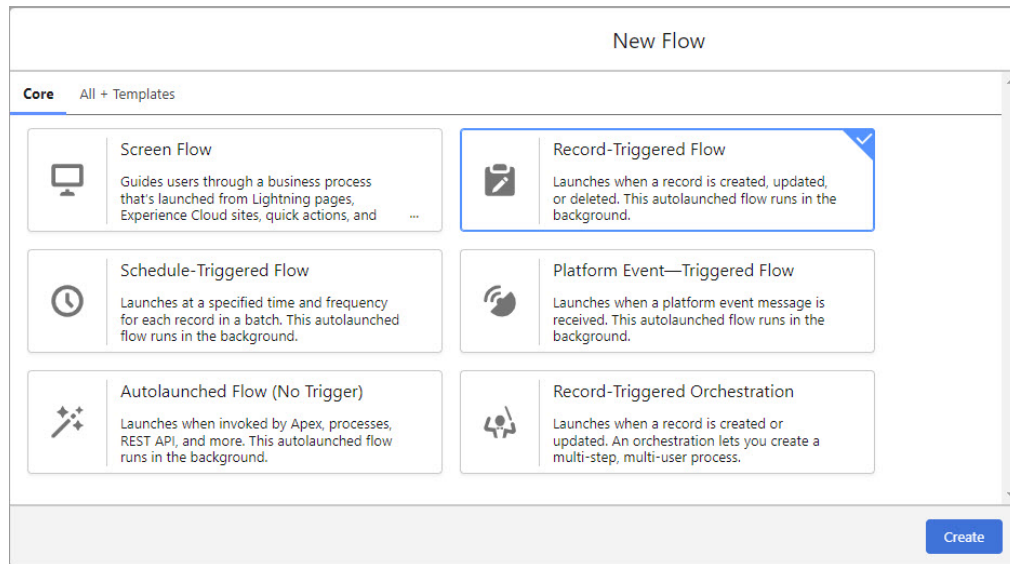 New Flow
Core
All + Templates
Screen Flow
Guides users through a business process
that's launched from Lightning pages,
Experience Cloud sites, quick actions, and ...
Record-Triggered Flow
Launches when a record is created, updated,
or deleted. This autolaunched flow runs in the
background.
Schedule-Triggered Flow
Launches at a specified time and frequency
for each record in a batch. This autolaunched
flow runs in the background.
Platform Event—Triggered Flow
Launches when a platform event message is
received. This autolaunched flow runs in the
background.
Autolaunched Flow (No Trigger)
Launches when invoked by Apex, processes,
REST API, and more. This autolaunched flow
runs in the background.
Record-Triggered Orchestration
Launches when a record is created or
updated. An orchestration lets you create a
multi-step, multi-user process.
Create